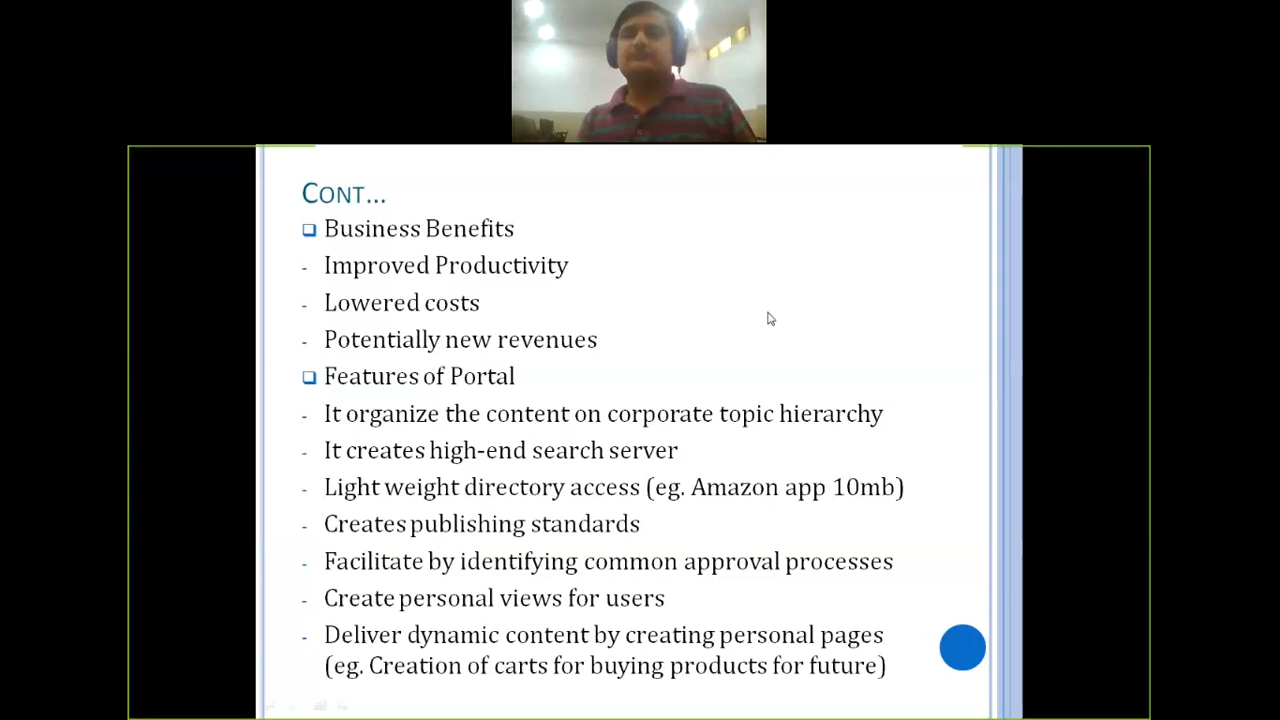 CONT...
Business Benefits
- Improved Productivity
- Lowered costs
- Potentially new revenues
Features of Portal
- It organize the content on corporate topic hierarchy
- It creates high-end search server
- Light weight directory access (eg. Amazon app 10mb)
- Creates publishing standards
- Facilitate by identifying common approval processes
- Create personal views for users
- Deliver dynamic content by creating personal pages
(eg. Creation of carts for buying products for future)